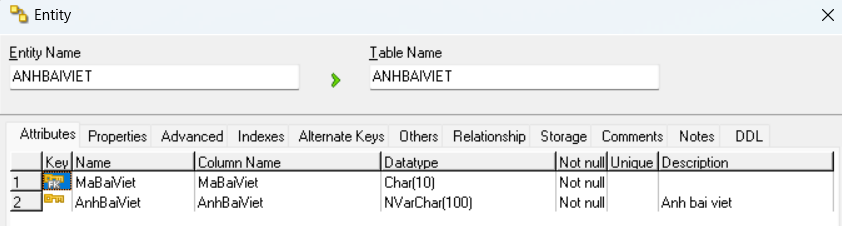 Entity
Entity Name Table Name
ANHBAIVIET ANHBAIVIET
Attributes Properties Advanced Indexes Alternate Keys Others Relationship Storage Comments Notes DDL
Key Name Column Name Datatype Not null Unique Description
1 FK MaBaiViet MaBaiViet Char(10) Not null
2 AnhBaiViet AnhBaiViet NVarChar(100) Not null Anh bai viet